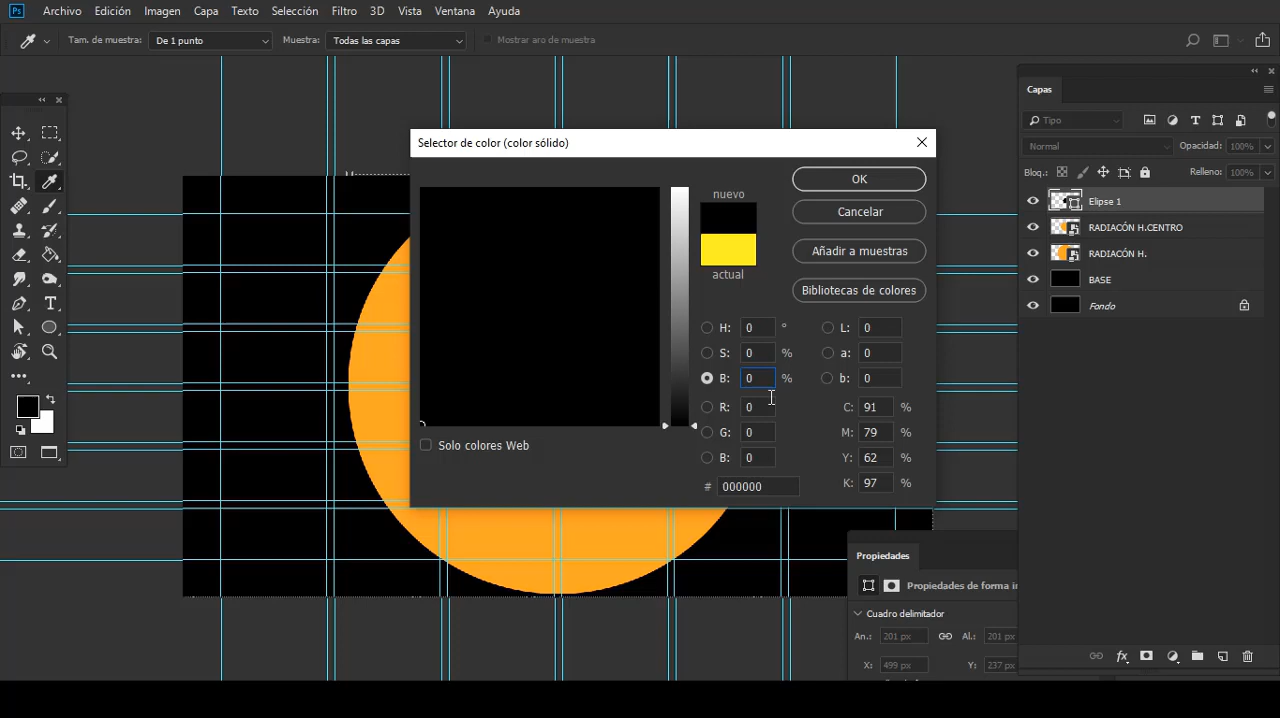 Ps Archivo Edición Imagen Capa Texto Selección Filtro 3D Vista Ventana Ayuda
Tam. de muestra: De 1 punto Muestra: Todas las capas Mostrar aro de muestra
Capas
Tipo
Normal Opacidad: 100%
Bloq.: Relleno: 100%
Elipse 1
RADIACÓN H.CENTRO
RADIACÓN H.
BASE
Fondo
Selector de color (color sólido)
nuevo
actual
OK
Cancelar
Añadir a muestras
Bibliotecas de colores
H: 0 ° L: 0
S: 0 % a: 0
B: 0 % b: 0
R: 0 C: 91 %
G: 0 M: 79 %
B: 0 Y: 62 %
# 000000 K: 97 %
Solo colores Web
Propiedades
Propiedades de forma in
Cuadro delimitador
An.: 201 px Al.: 201 px
X: 499 px Y: 237 px